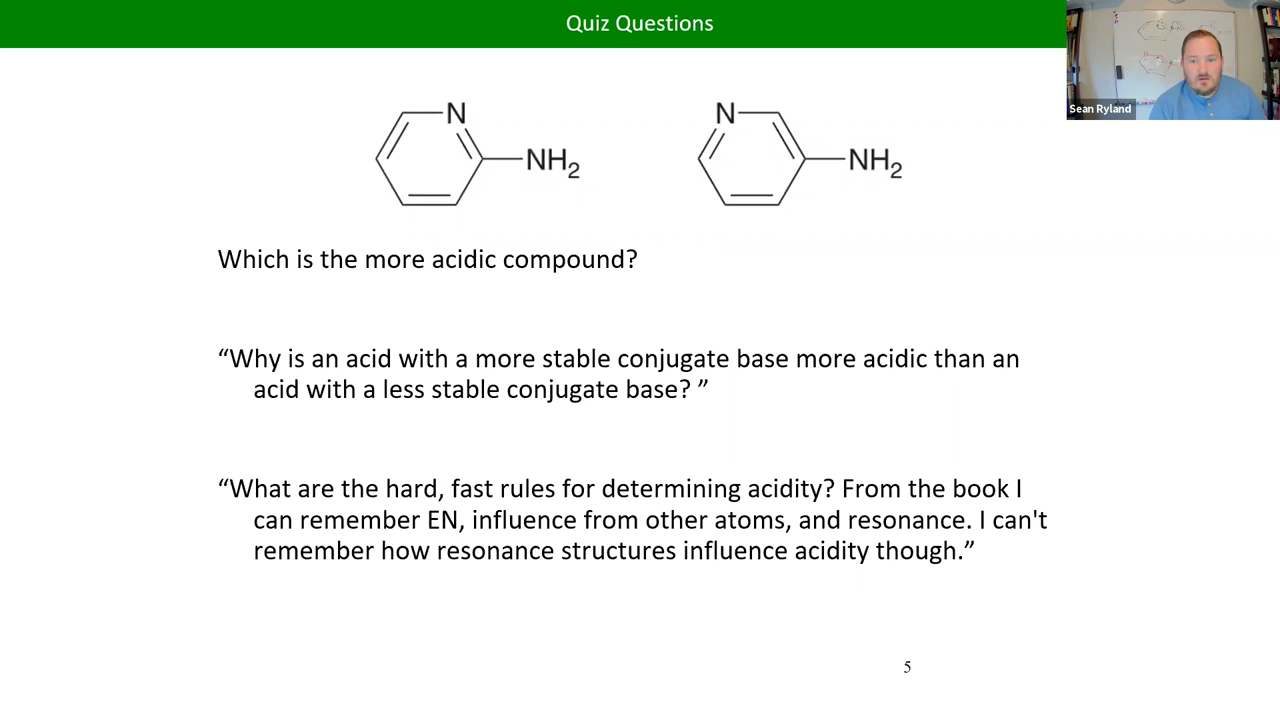 Quiz Questions
Sean Ryland
N
NH2
N
NH2
Which is the more acidic compound?
“Why is an acid with a more stable conjugate base more acidic than an
acid with a less stable conjugate base? ”
“What are the hard, fast rules for determining acidity? From the book I
can remember EN, influence from other atoms, and resonance. I can't
remember how resonance structures influence acidity though.”
5